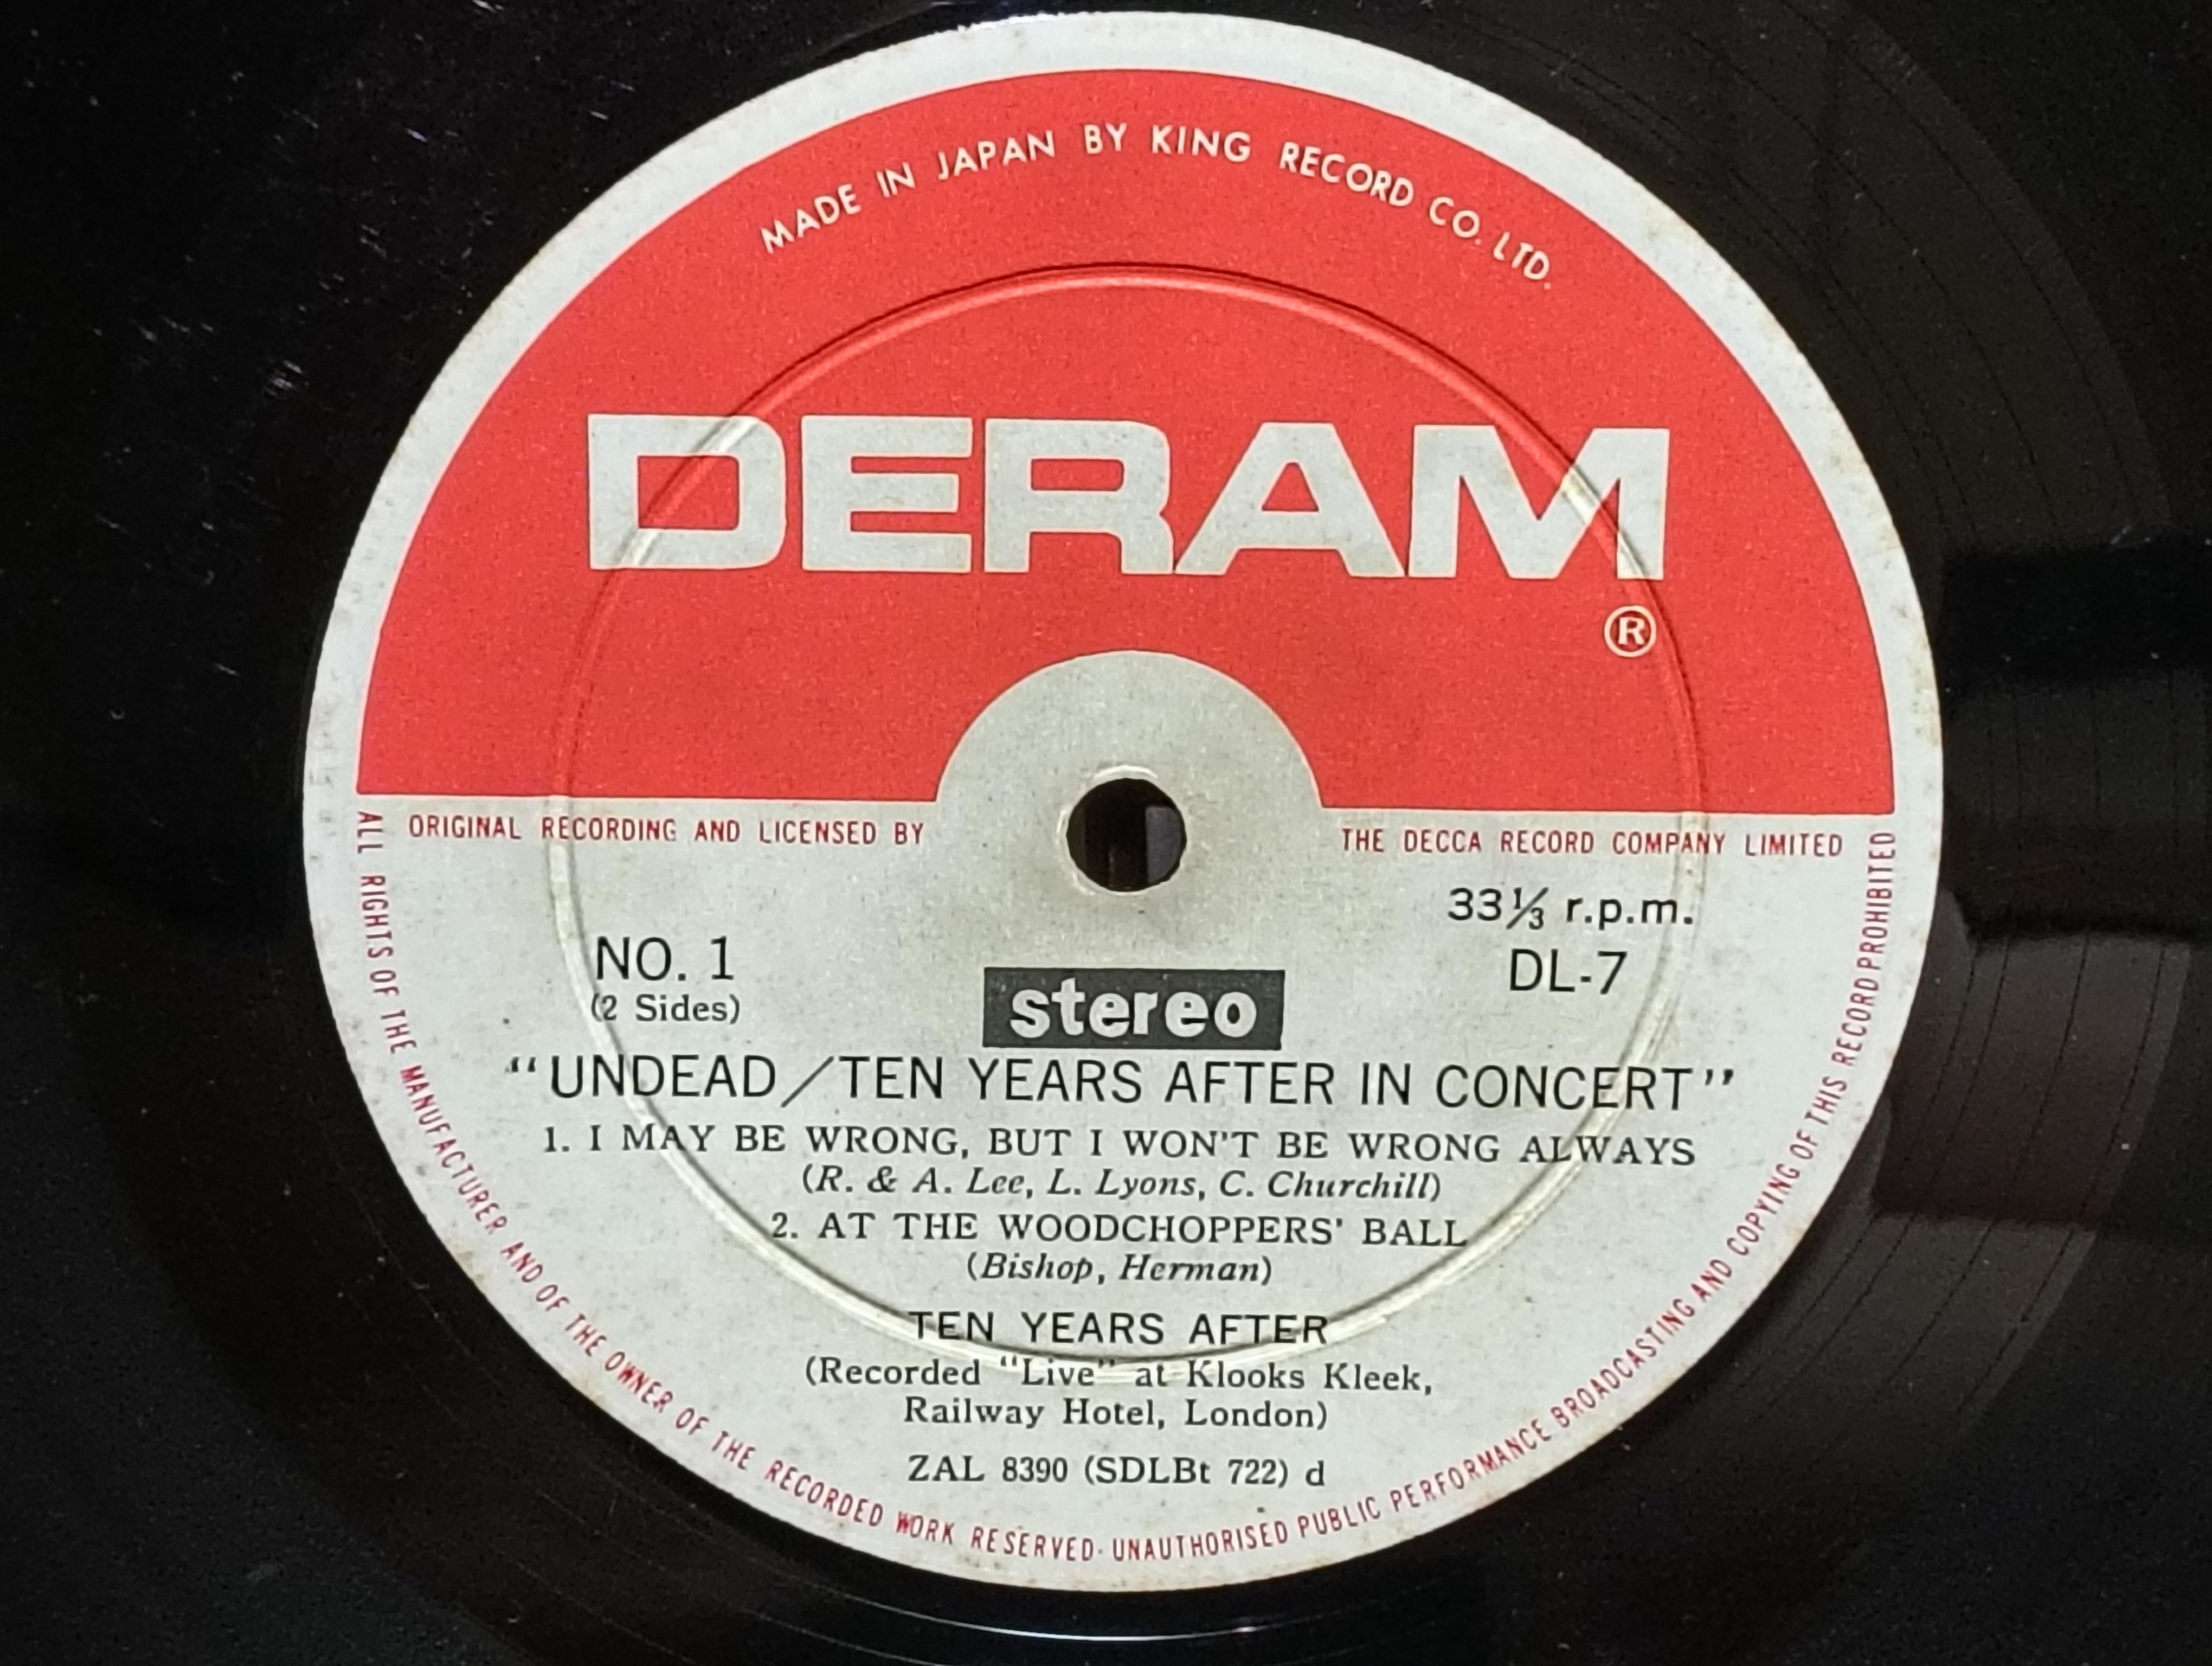 MADE IN JAPAN BY KING RECORD CO. LTD.
DERAM
®
ORIGINAL RECORDING AND LICENSED BY THE DECCA RECORD COMPANY LIMITED
33⅓ r.p.m.
NO. 1
DL-7
(2 Sides)
stereo
“UNDEAD/TEN YEARS AFTER IN CONCERT”
1. I MAY BE WRONG, BUT I WON'T BE WRONG ALWAYS
(R. & A. Lee, L. Lyons, C. Churchill)
2. AT THE WOODCHOPPERS' BALL
(Bishop, Herman)
TEN YEARS AFTER
(Recorded “Live” at Klooks Kleek,
Railway Hotel, London)
ZAL 8390 (SDLBt 722) d
ALL RIGHTS OF THE MANUFACTURER AND OF THE OWNER OF THE RECORDED WORK RESERVED· UNAUTHORISED PUBLIC PERFORMANCE BROADCASTING AND COPYING OF THIS RECORD PROHIBITED